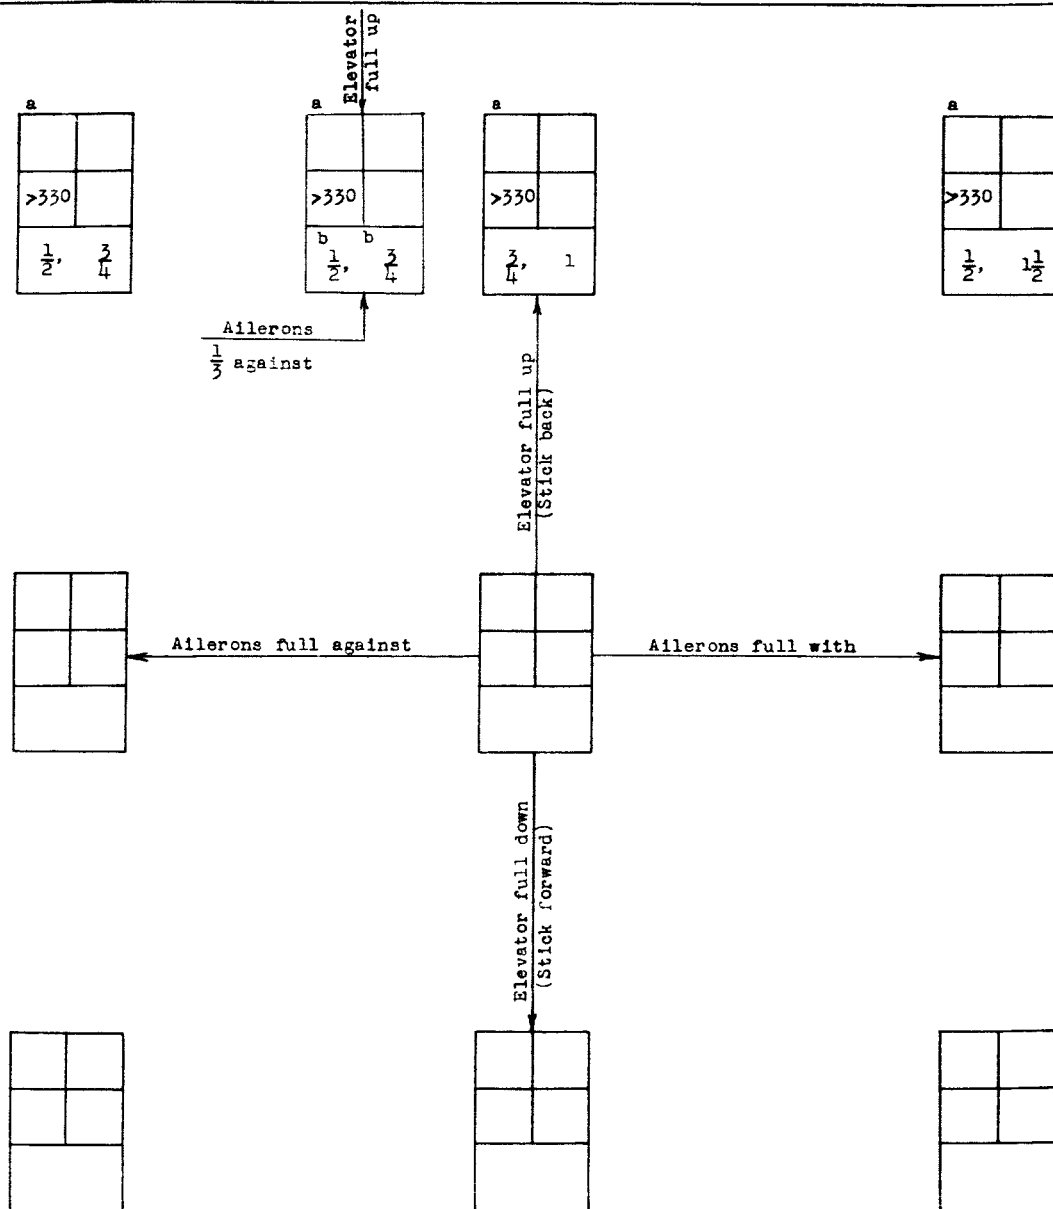 Elevator
full up
a
a
a
a
>330
>330
>330
>330
b b
1/2, 3/4
1/2, 3/4
3/4, 1
1/2, 1 1/2
Ailerons
1/3 against
Elevator full up
(Stick back)
Ailerons full against
Ailerons full with
Elevator full down
(Stick forward)